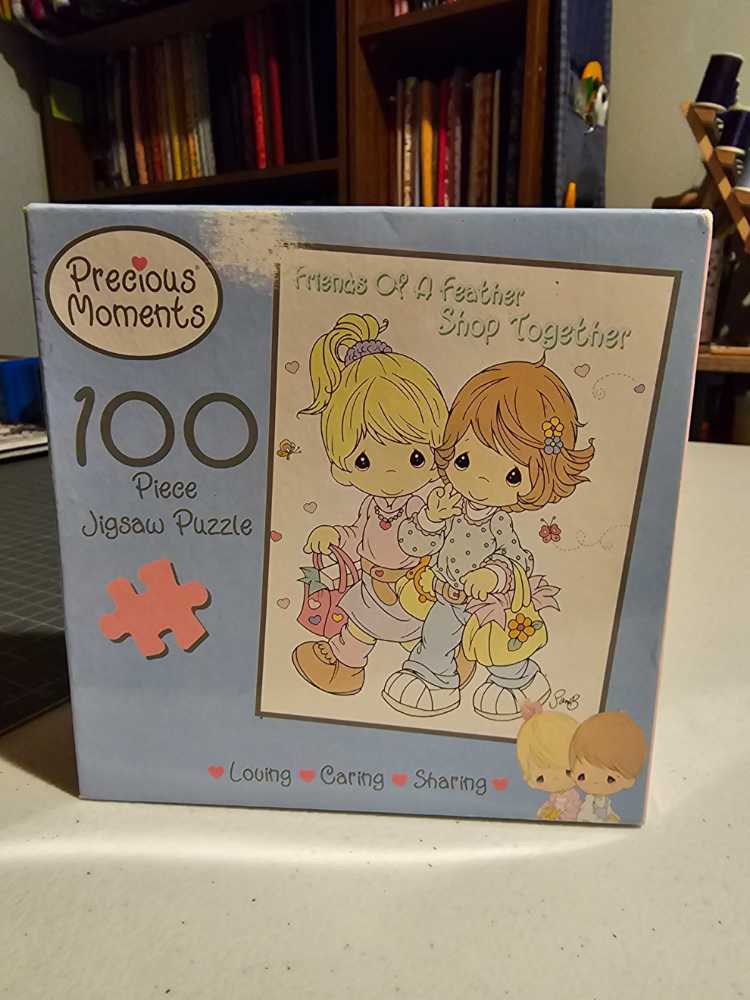 Precious®
Moments
100
Piece
Jigsaw Puzzle
Friends Of A Feather
Shop Together
Loving Caring Sharing